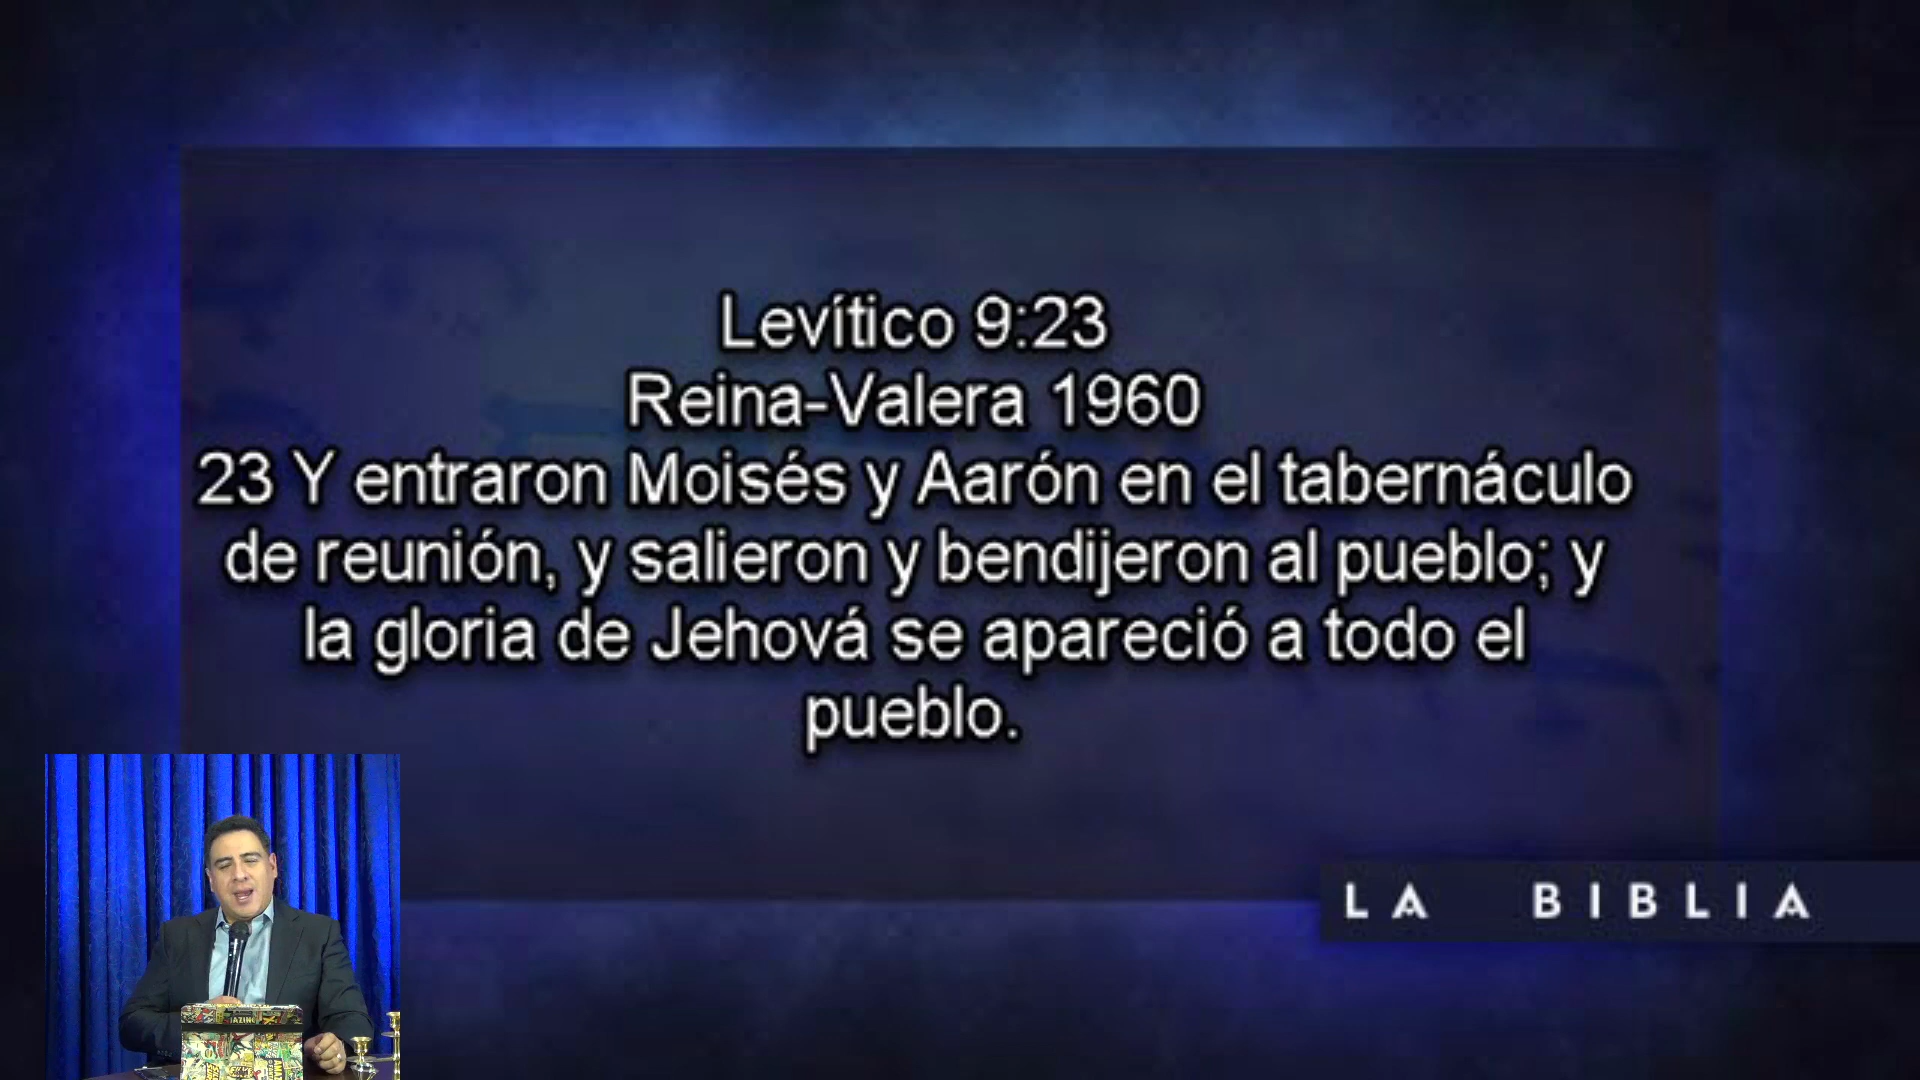 Levítico 9:23
Reina-Valera 1960
23 Y entraron Moisés y Aarón en el tabernáculo
de reunión, y salieron y bendijeron al pueblo; y
la gloria de Jehová se apareció a todo el
pueblo.
LA BIBLIA